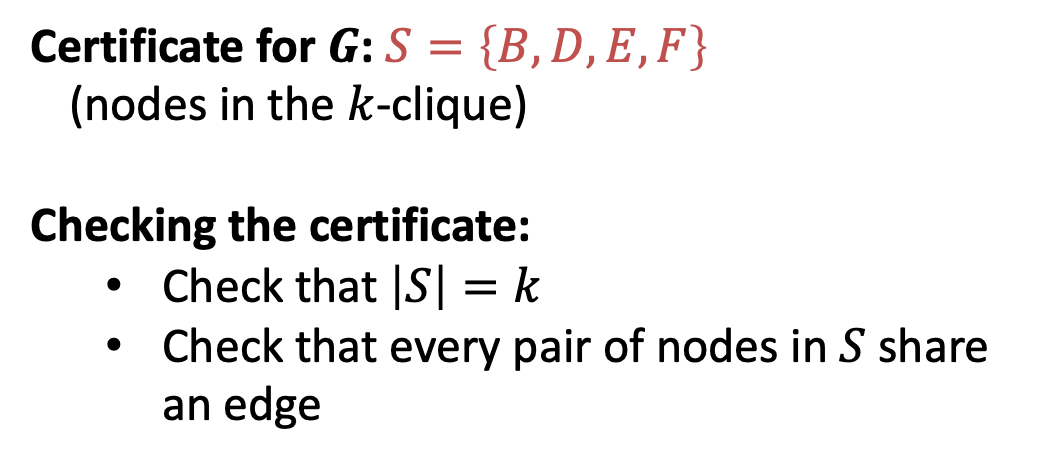 Certificate for G: S = {B, D, E, F}
(nodes in the k-clique)
Checking the certificate:
• Check that |S| = k
• Check that every pair of nodes in S share
an edge